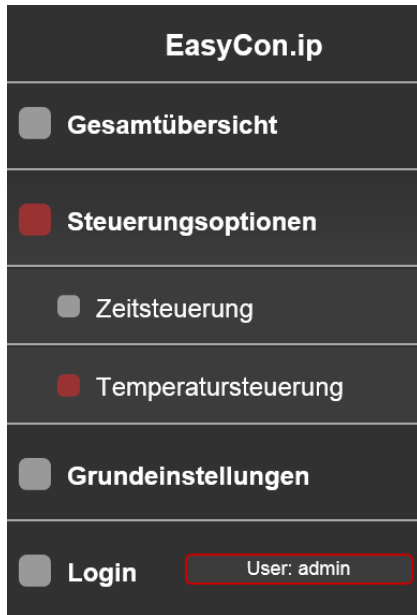 EasyCon.ip
Gesamtübersicht
Steuerungsoptionen
Zeitsteuerung
Temperatursteuerung
Grundeinstellungen
Login User: admin